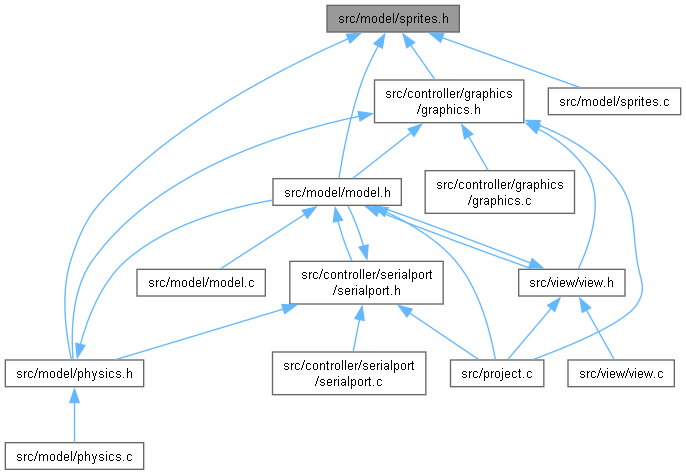 src/model/sprites.h
src/controller/graphics
/graphics.h
src/model/sprites.c
src/model/model.h
src/controller/graphics
/graphics.c
src/model/model.c
src/controller/serialport
/serialport.h
src/view/view.h
src/model/physics.h
src/controller/serialport
/serialport.c
src/project.c
src/view/view.c
src/model/physics.c